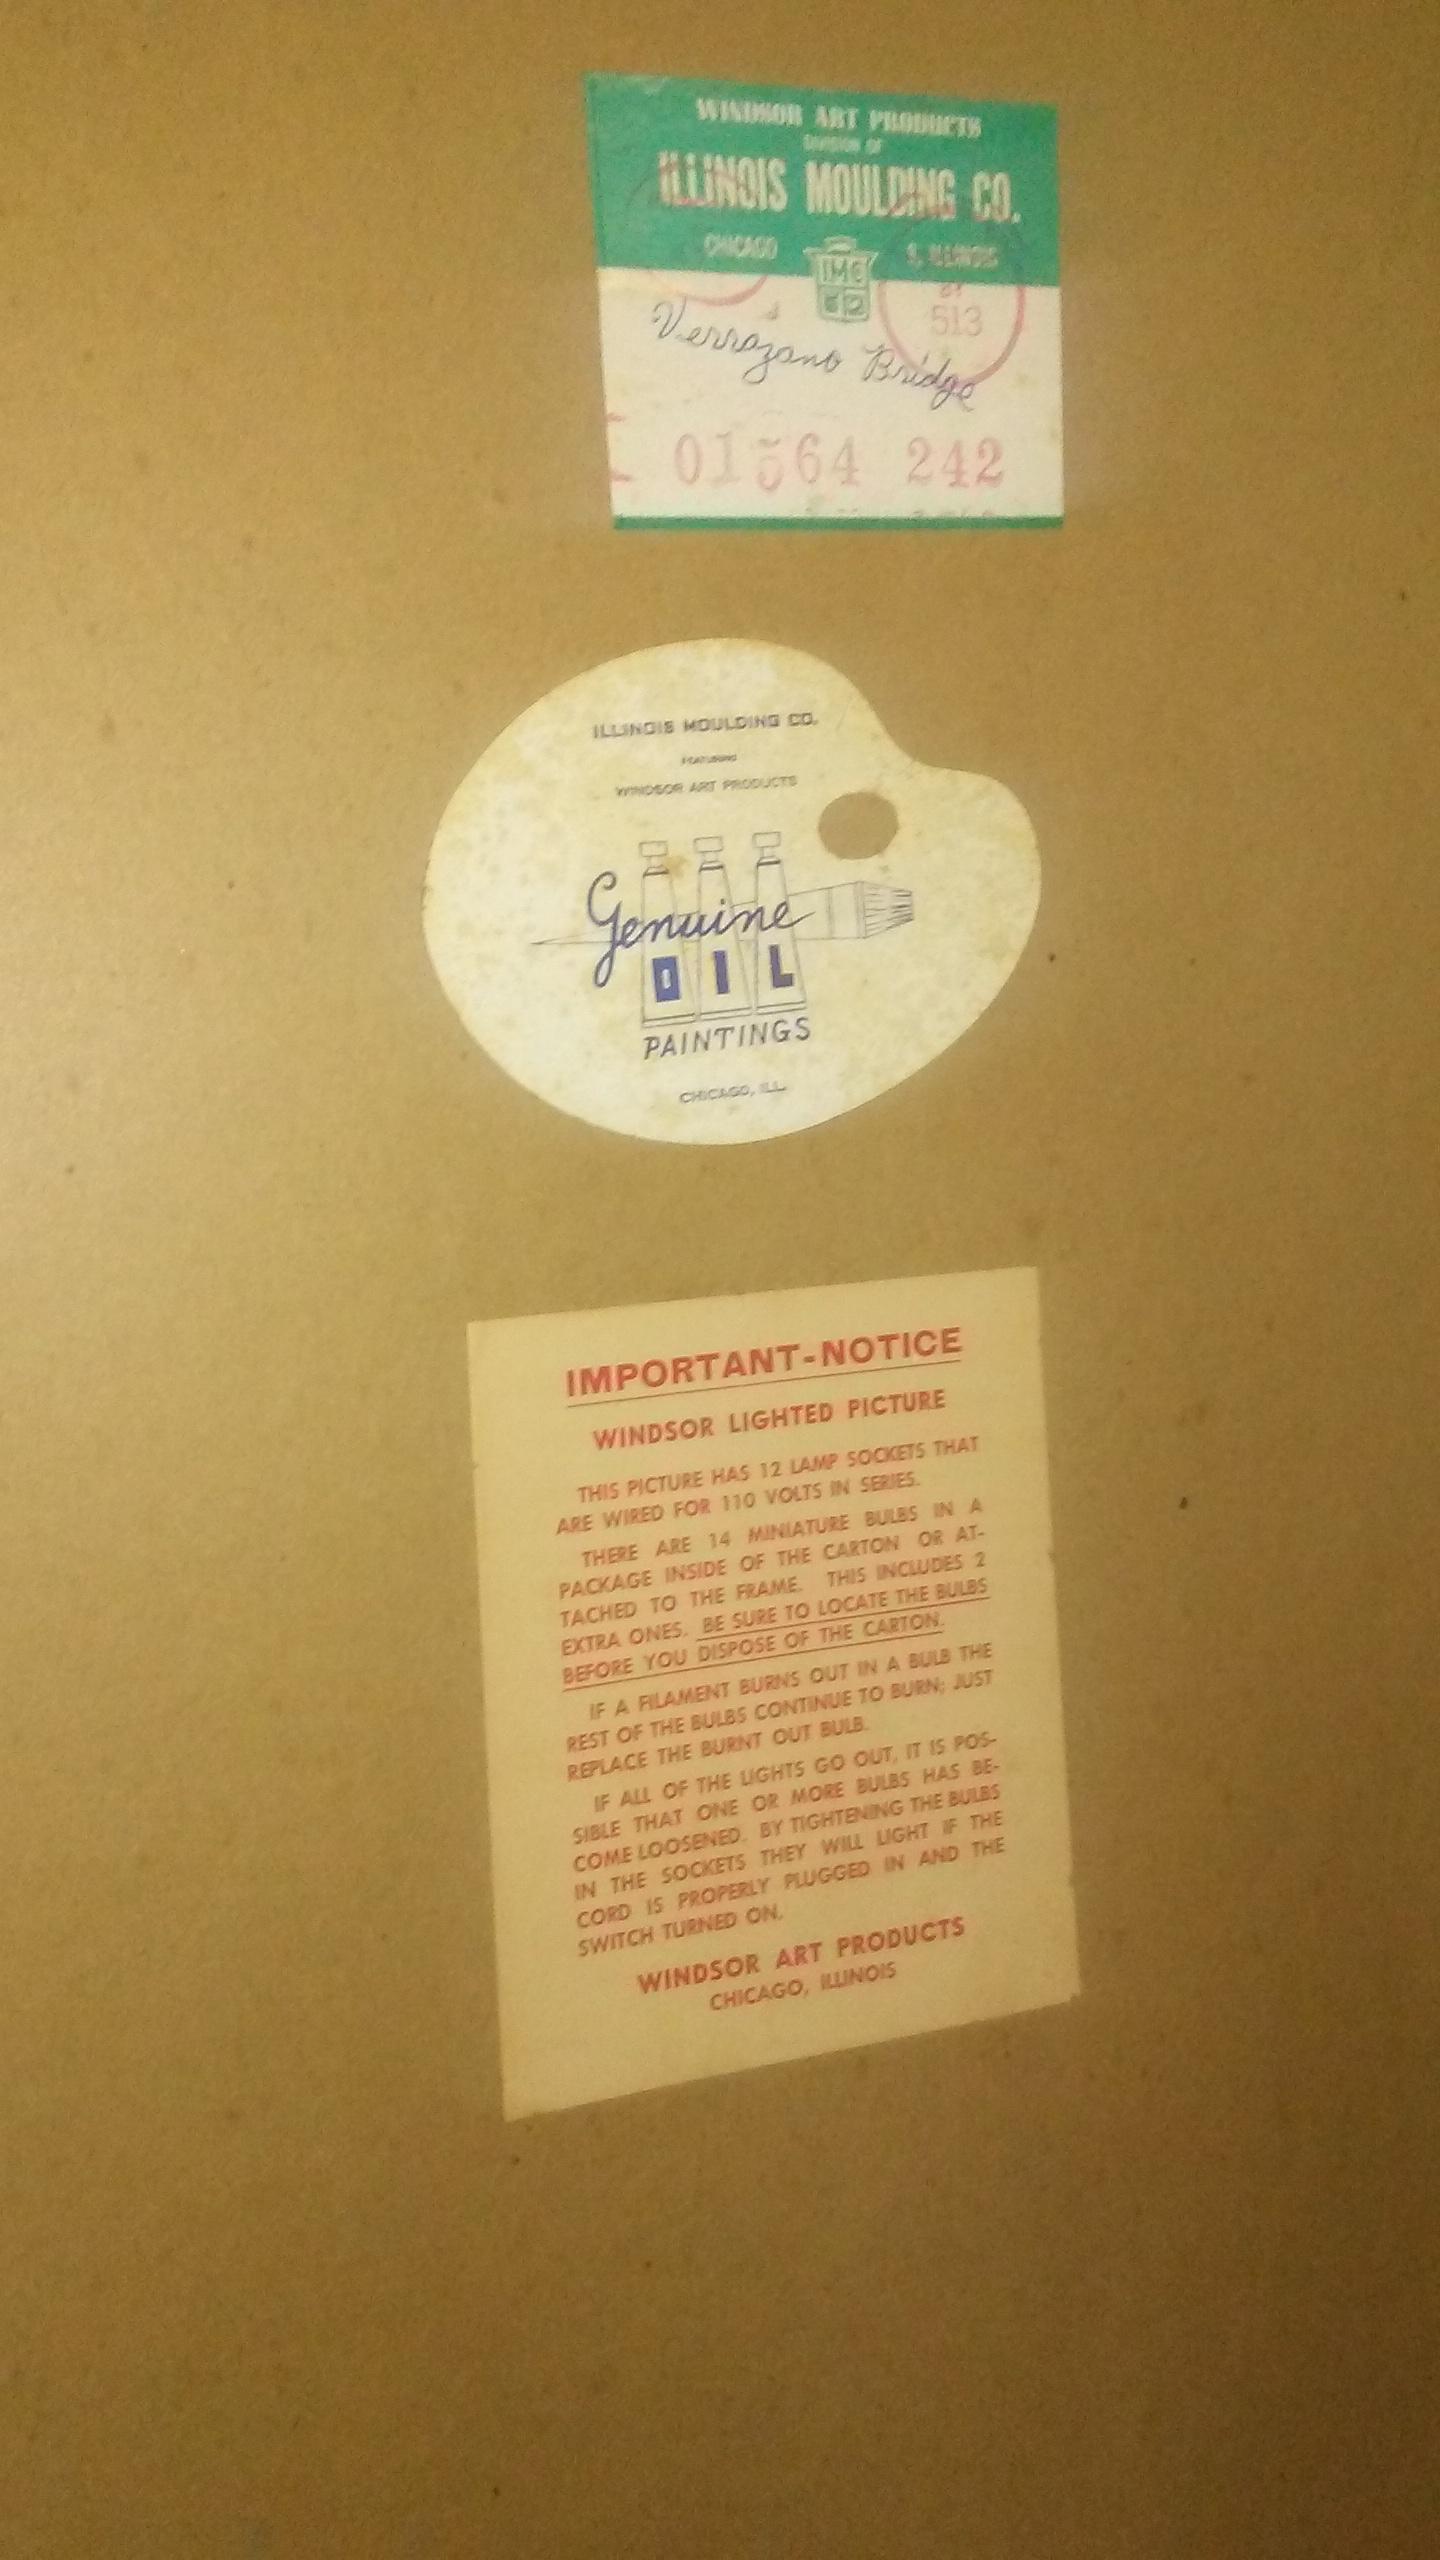 WINDSOR ART PRODUCTS
DIVISION OF
ILLINOIS MOULDING CO.
CHICAGO 9, ILLINOIS
IMC
513
Verrazano Bridge
01564 242
ILLINOIS MOULDING CO.
FEATURING
WINDSOR ART PRODUCTS
Genuine
OIL
PAINTINGS
CHICAGO, ILL.
IMPORTANT-NOTICE
WINDSOR LIGHTED PICTURE
THIS PICTURE HAS 12 LAMP SOCKETS THAT
ARE WIRED FOR 110 VOLTS IN SERIES.
THERE ARE 14 MINIATURE BULBS IN A
PACKAGE INSIDE OF THE CARTON OR AT-
TACHED TO THE FRAME. THIS INCLUDES 2
EXTRA ONES. BE SURE TO LOCATE THE BULBS
BEFORE YOU DISPOSE OF THE CARTON.
IF A FILAMENT BURNS OUT IN A BULB THE
REST OF THE BULBS CONTINUE TO BURN; JUST
REPLACE THE BURNT OUT BULB.
IF ALL OF THE LIGHTS GO OUT, IT IS POS-
SIBLE THAT ONE OR MORE BULBS HAS BE-
COME LOOSENED. BY TIGHTENING THE BULBS
IN THE SOCKETS THEY WILL LIGHT IF THE
CORD IS PROPERLY PLUGGED IN AND THE
SWITCH TURNED ON.
WINDSOR ART PRODUCTS
CHICAGO, ILLINOIS